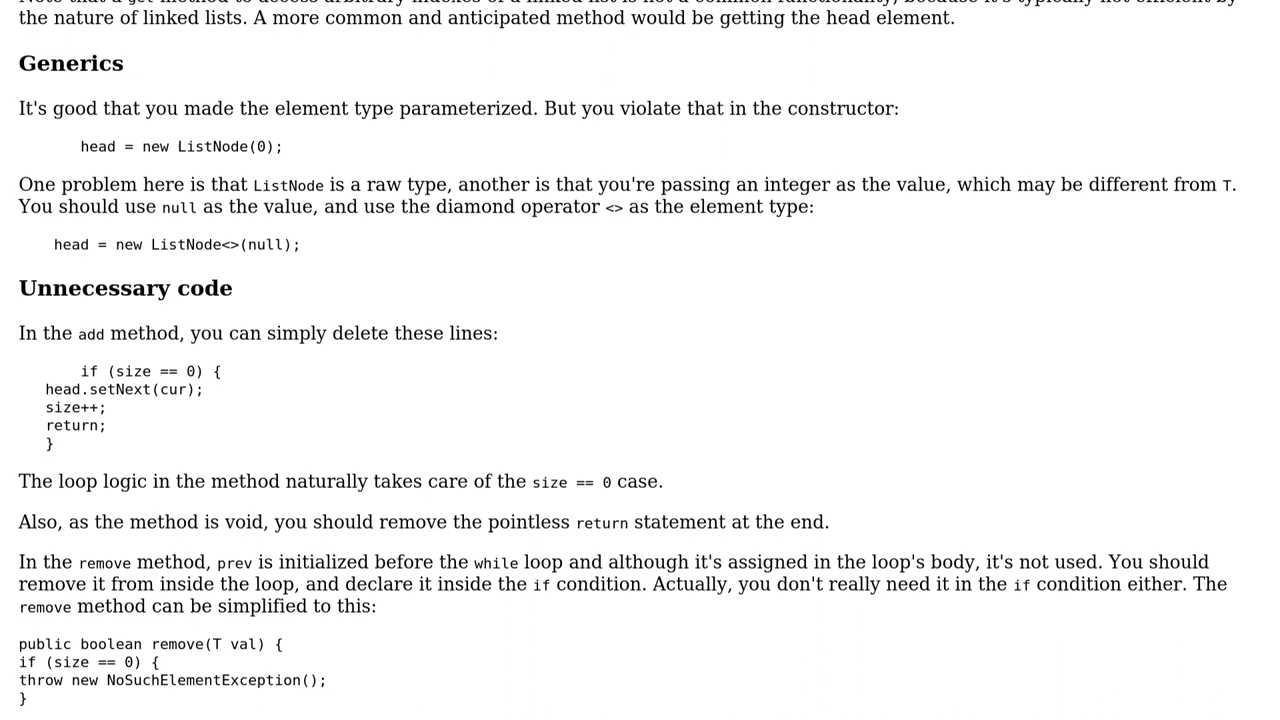 the nature of linked lists. A more common and anticipated method would be getting the head element.
Generics
It's good that you made the element type parameterized. But you violate that in the constructor:
head = new ListNode(0);
One problem here is that ListNode is a raw type, another is that you're passing an integer as the value, which may be different from T.
You should use null as the value, and use the diamond operator <> as the element type:
head = new ListNode<>(null);
Unnecessary code
In the add method, you can simply delete these lines:
if (size == 0) {
head.setNext(cur);
size++;
return;
}
The loop logic in the method naturally takes care of the size == 0 case.
Also, as the method is void, you should remove the pointless return statement at the end.
In the remove method, prev is initialized before the while loop and although it's assigned in the loop's body, it's not used. You should
remove it from inside the loop, and declare it inside the if condition. Actually, you don't really need it in the if condition either. The
remove method can be simplified to this:
public boolean remove(T val) {
if (size == 0) {
throw new NoSuchElementException();
}